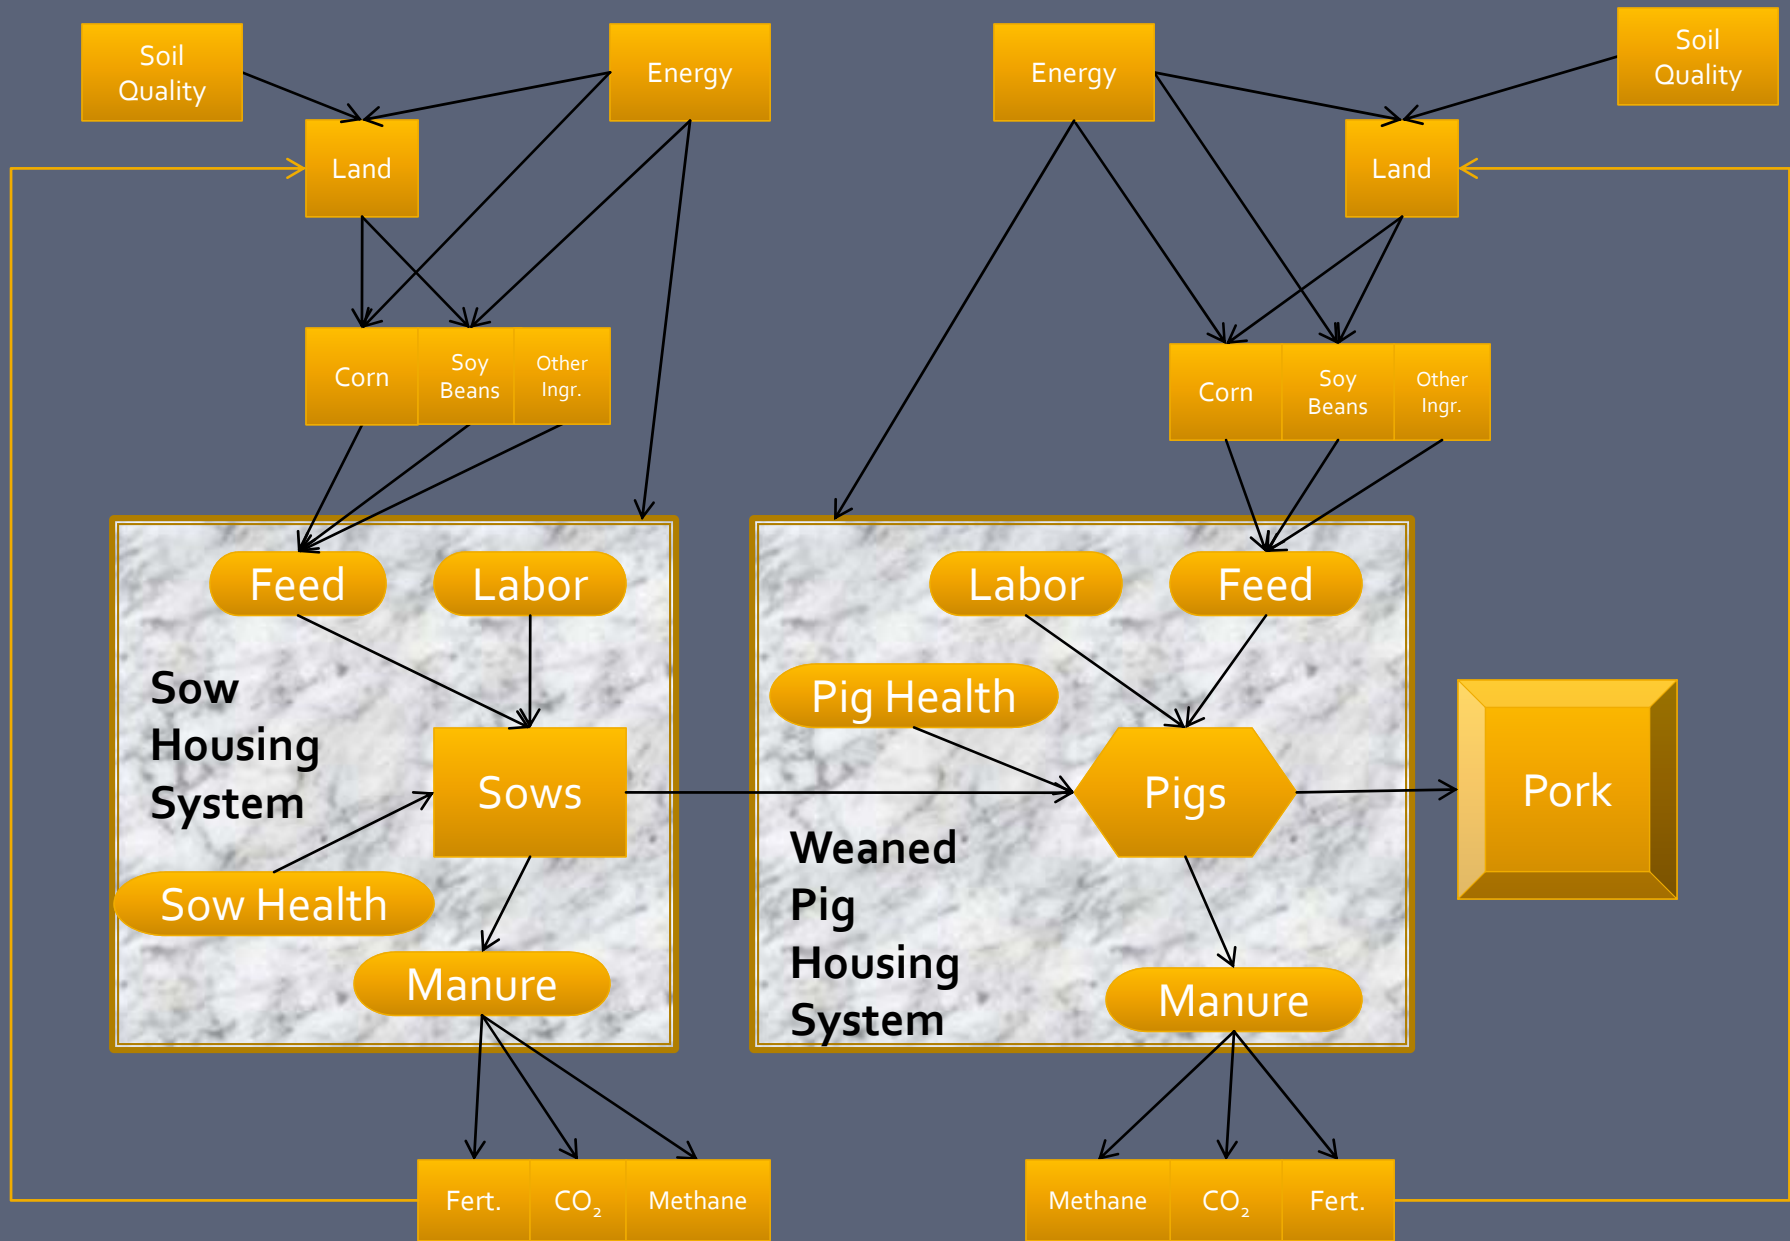 Soil
Quality
Energy
Energy
Soil
Quality
Land
Land
Corn
Soy
Beans
Other
Ingr.
Corn
Soy
Beans
Other
Ingr.
Feed
Labor
Labor
Feed
Sow
Housing
System
Pig Health
Sows
Pigs
Pork
Sow Health
Weaned
Pig
Housing
System
Manure
Manure
Fert.
CO₂
Methane
Methane
CO₂
Fert.